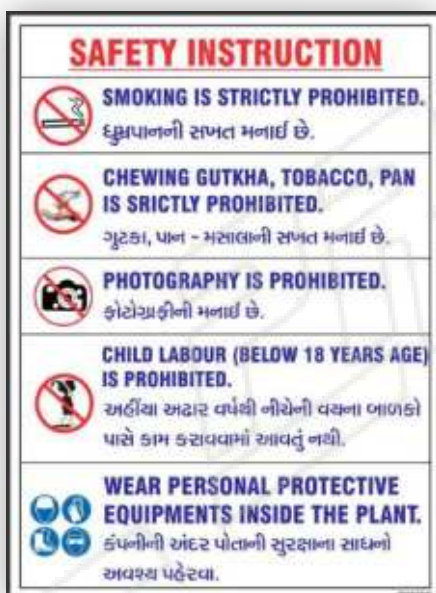 SAFETY INSTRUCTION
SMOKING IS STRICTLY PROHIBITED.
ધુમ્રપાનની સખત મનાઈ છે.
CHEWING GUTKHA, TOBACCO, PAN
IS SRICTLY PROHIBITED.
ગુટકા, પાન - મસાલાની સખત મનાઈ છે.
PHOTOGRAPHY IS PROHIBITED.
ફોટોગ્રાફીની મનાઈ છે.
CHILD LABOUR (BELOW 18 YEARS AGE)
IS PROHIBITED.
અહીંયા અઢાર વર્ષથી નીચેની વયના બાળકો
પાસે કામ કરાવવામાં આવતું નથી.
WEAR PERSONAL PROTECTIVE
EQUIPMENTS INSIDE THE PLANT.
કંપનીની અંદર પોતાની સુરક્ષાના સાધનો
અવશ્ય પહેરવા.